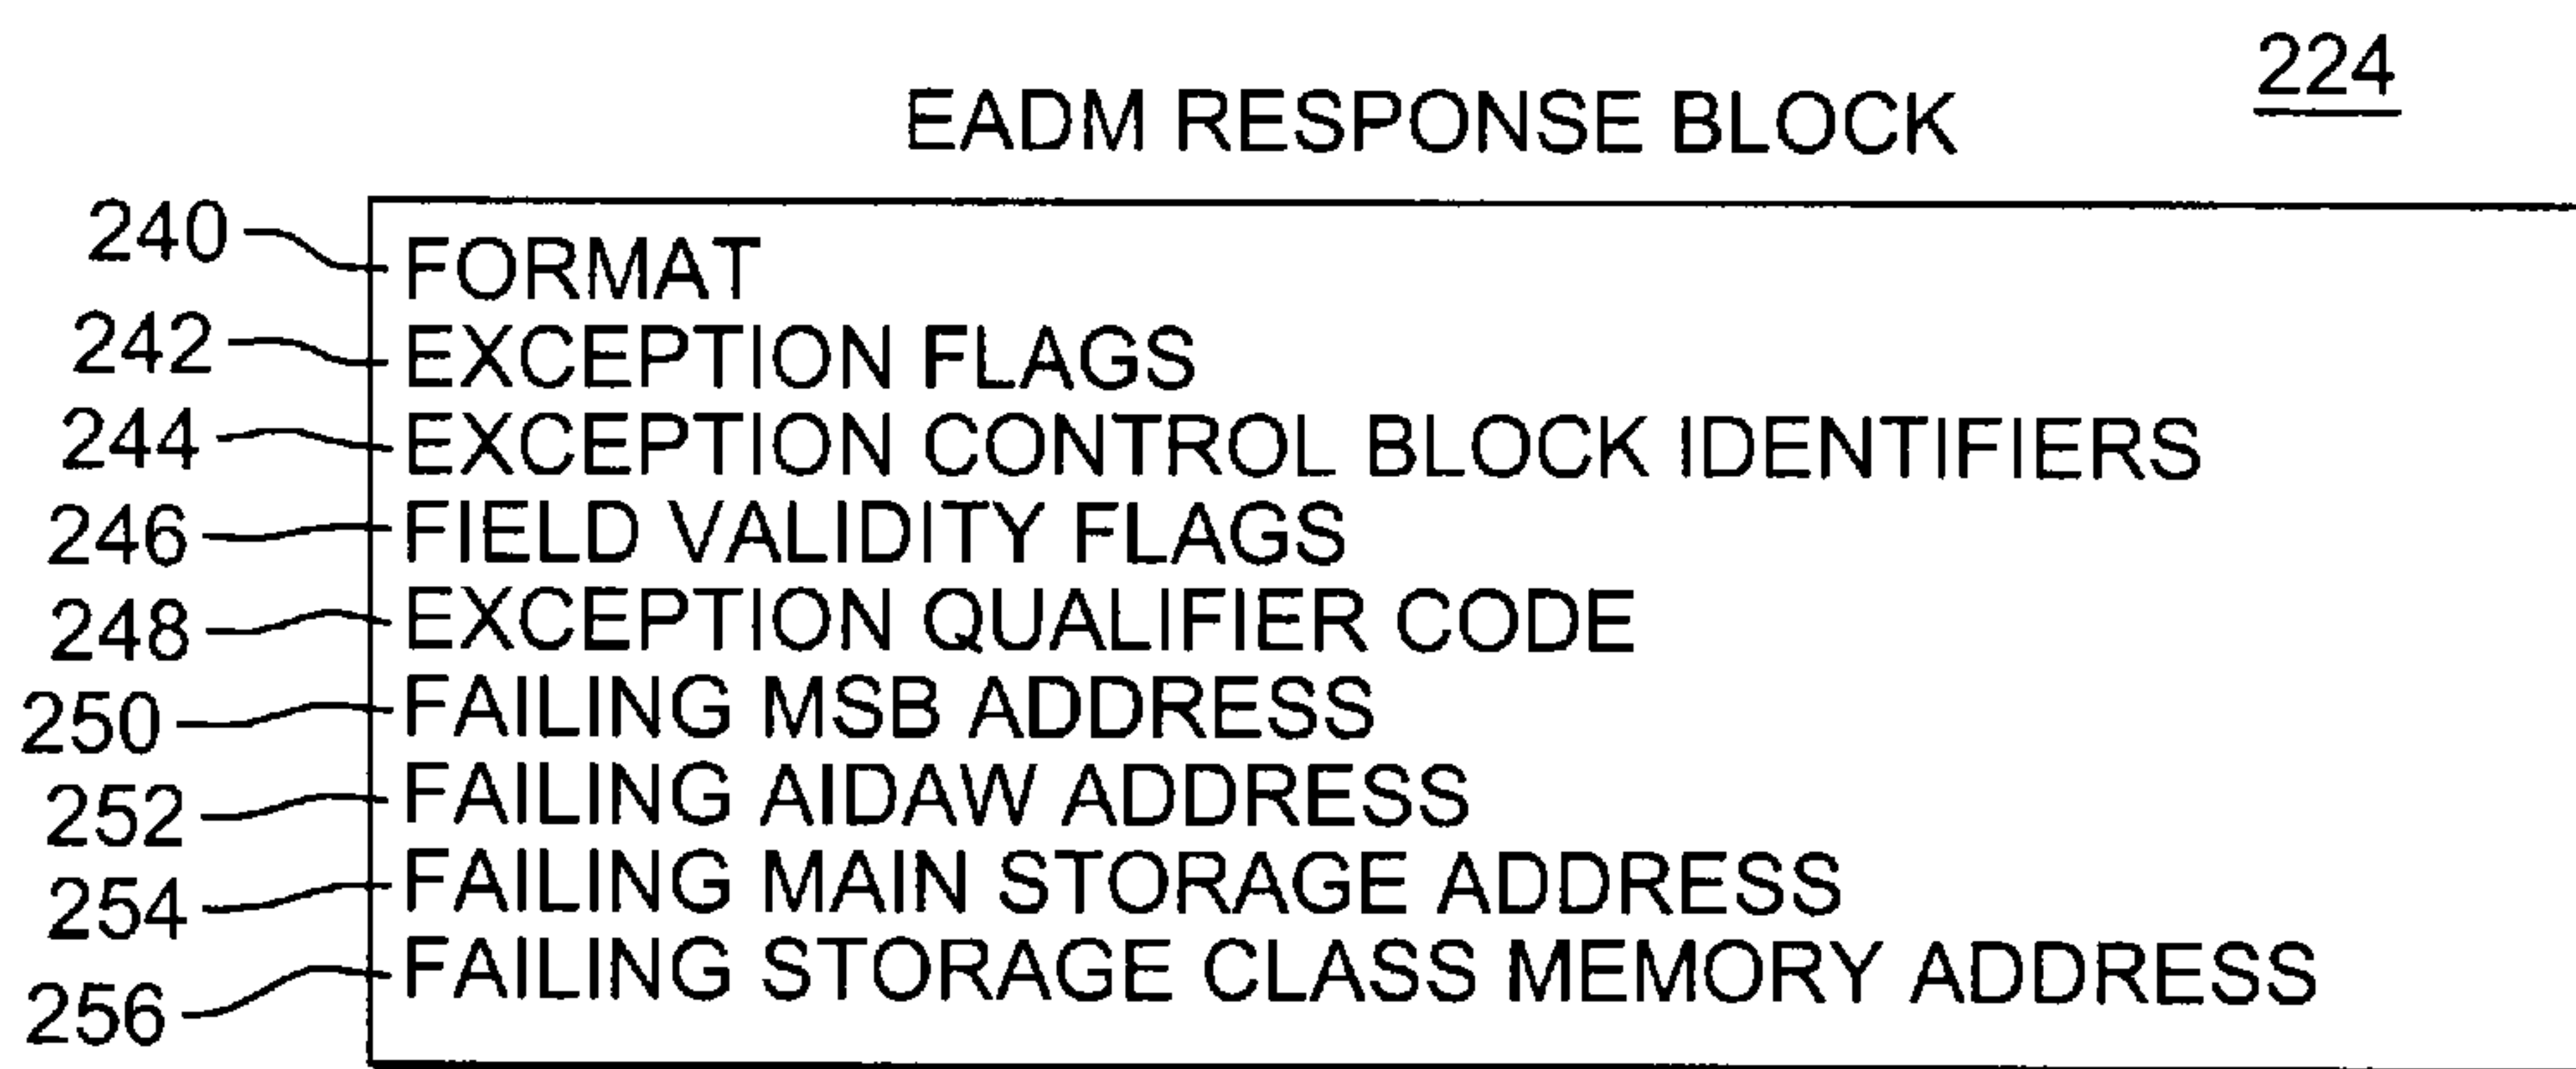 224
EADM RESPONSE BLOCK
240 FORMAT
242 EXCEPTION FLAGS
244 EXCEPTION CONTROL BLOCK IDENTIFIERS
246 FIELD VALIDITY FLAGS
248 EXCEPTION QUALIFIER CODE
250 FAILING MSB ADDRESS
252 FAILING AIDAW ADDRESS
254 FAILING MAIN STORAGE ADDRESS
256 FAILING STORAGE CLASS MEMORY ADDRESS